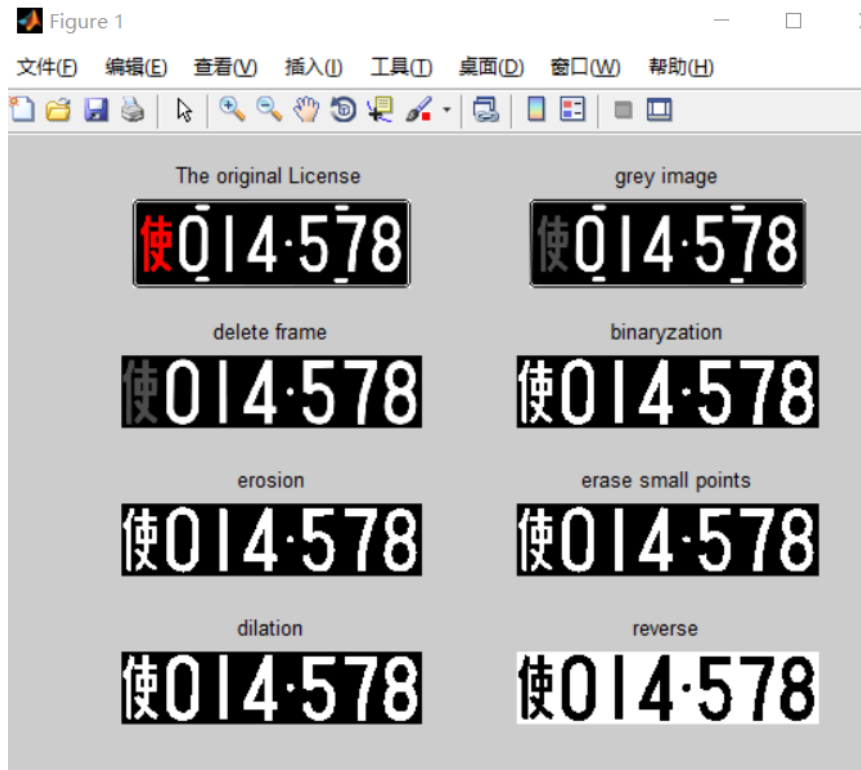 Figure 1
文件(F) 编辑(E) 查看(V) 插入(I) 工具(T) 桌面(D) 窗口(W) 帮助(H)
The original License grey image
使014·578 使014·578
delete frame binaryzation
使014·578 使014·578
erosion erase small points
使014·578 使014·578
dilation reverse
使014·578 使014·578